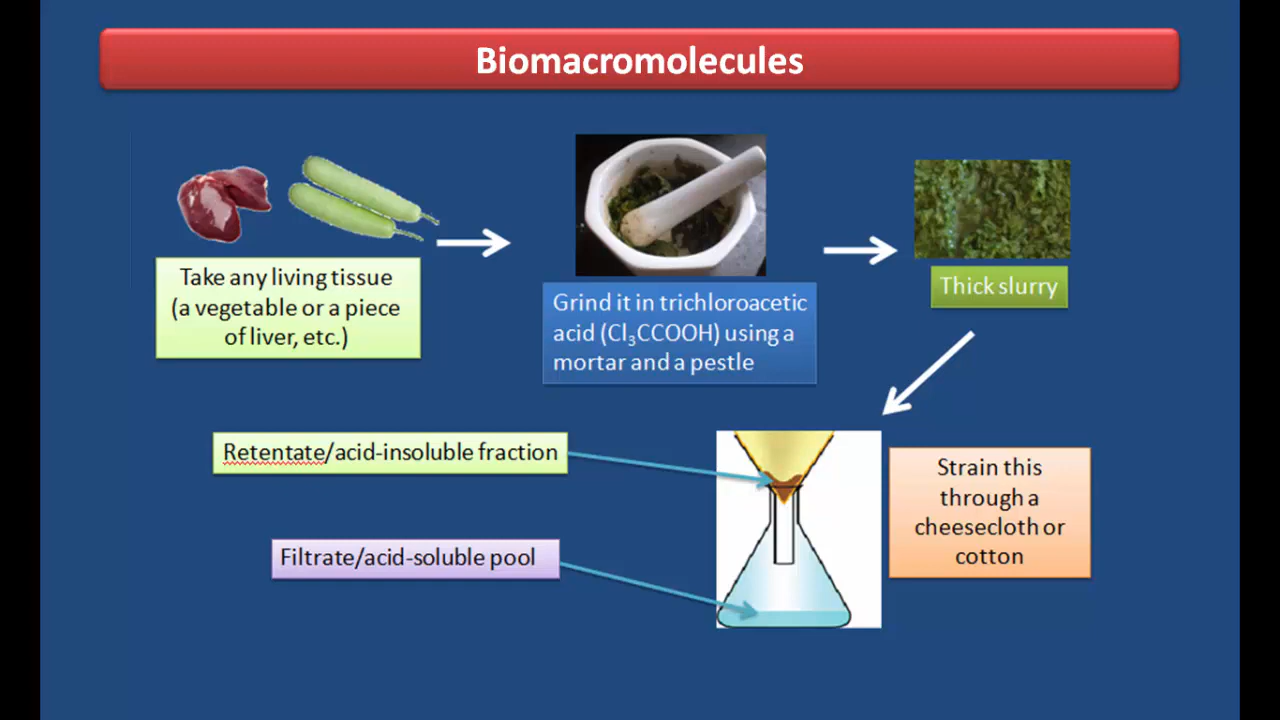 Biomacromolecules
Take any living tissue
(a vegetable or a piece
of liver, etc.)
Grind it in trichloroacetic
acid (Cl₃CCOOH) using a
mortar and a pestle
Thick slurry
Retentate/acid-insoluble fraction
Strain this
through a
cheesecloth or
cotton
Filtrate/acid-soluble pool